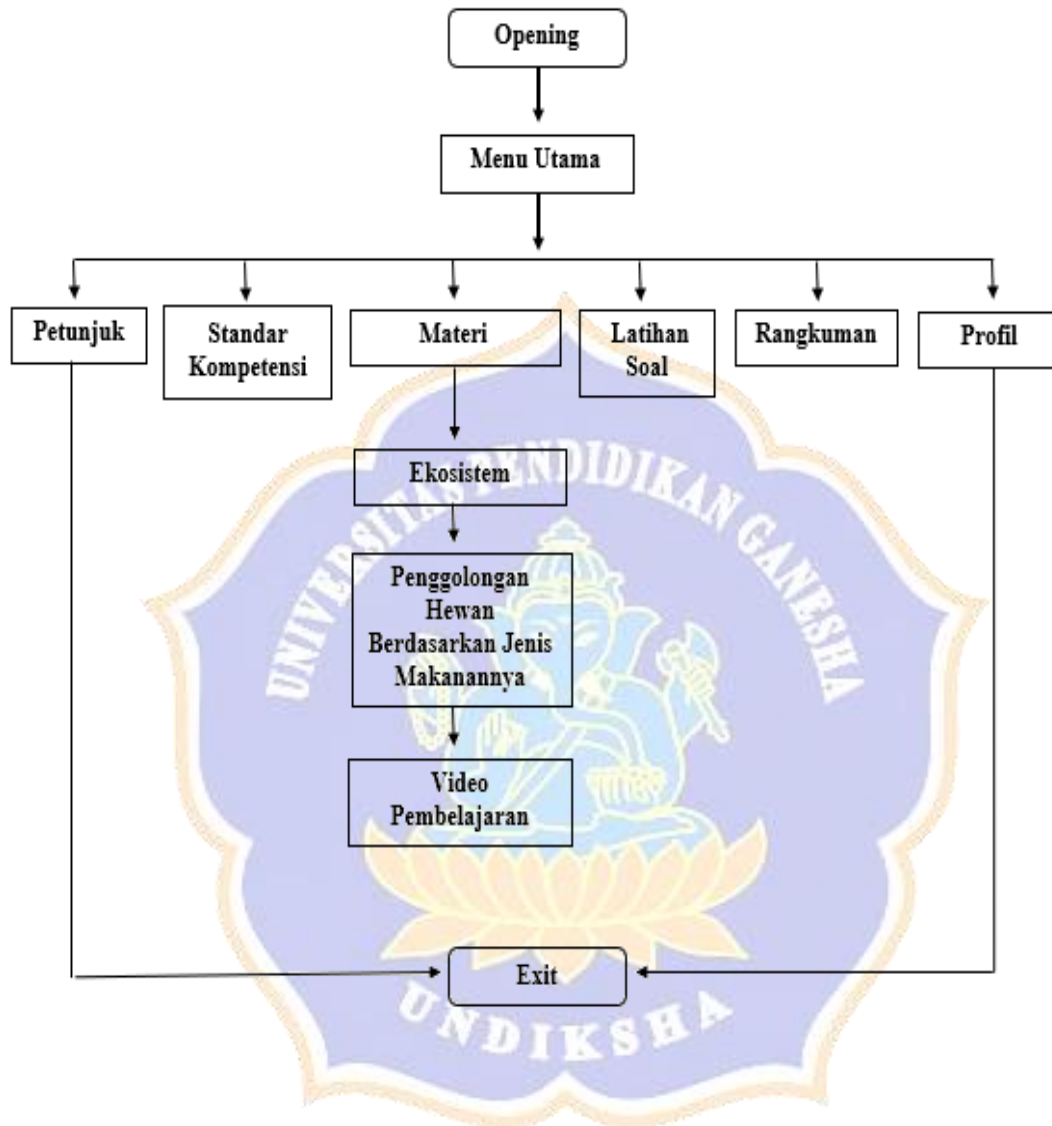 Opening
Menu Utama
Petunjuk
Standar
Kompetensi
Materi
Latihan
Soal
Rangkuman
Profil
Ekosistem
Penggolongan
Hewan
Berdasarkan Jenis
Makanannya
Video
Pembelajaran
Exit
UNIVERSITAS PENDIDIKAN GANESHA
UNDIKSHA